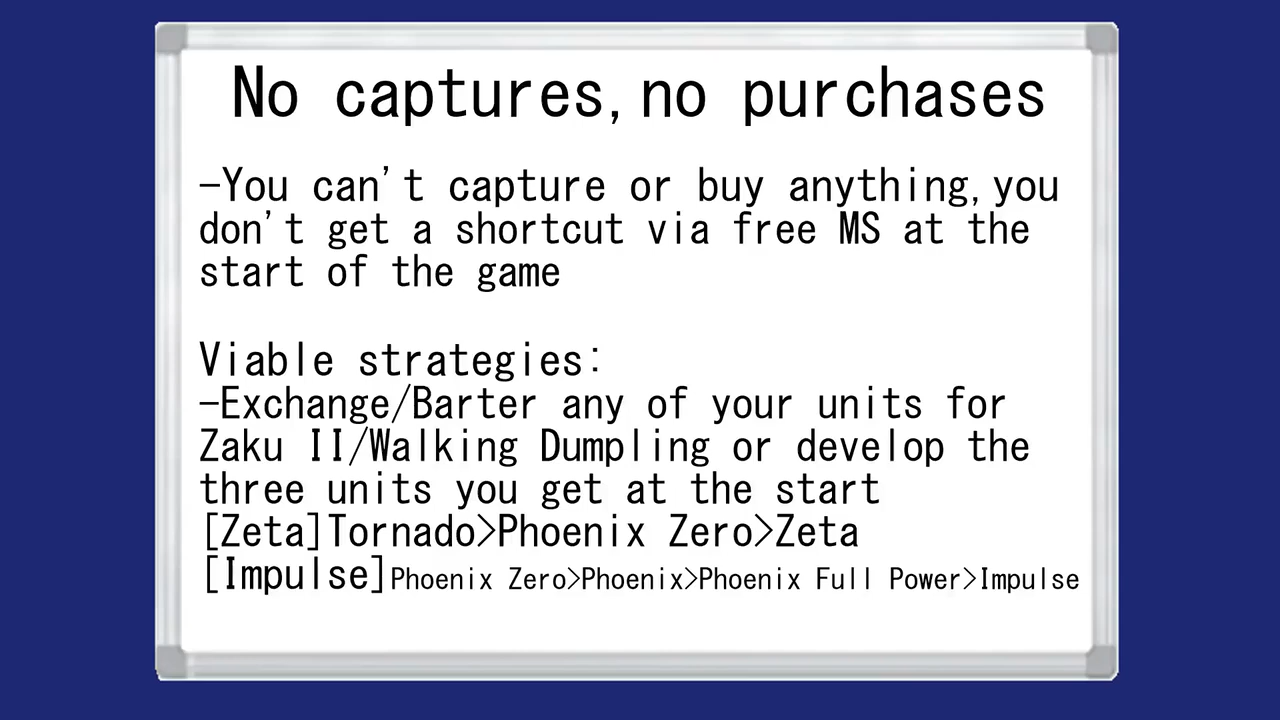 No captures,no purchases
-You can't capture or buy anything,you
don't get a shortcut via free MS at the
start of the game
Viable strategies:
-Exchange/Barter any of your units for
Zaku II/Walking Dumpling or develop the
three units you get at the start
[Zeta]Tornado>Phoenix Zero>Zeta
[Impulse]Phoenix Zero>Phoenix>Phoenix Full Power>Impulse